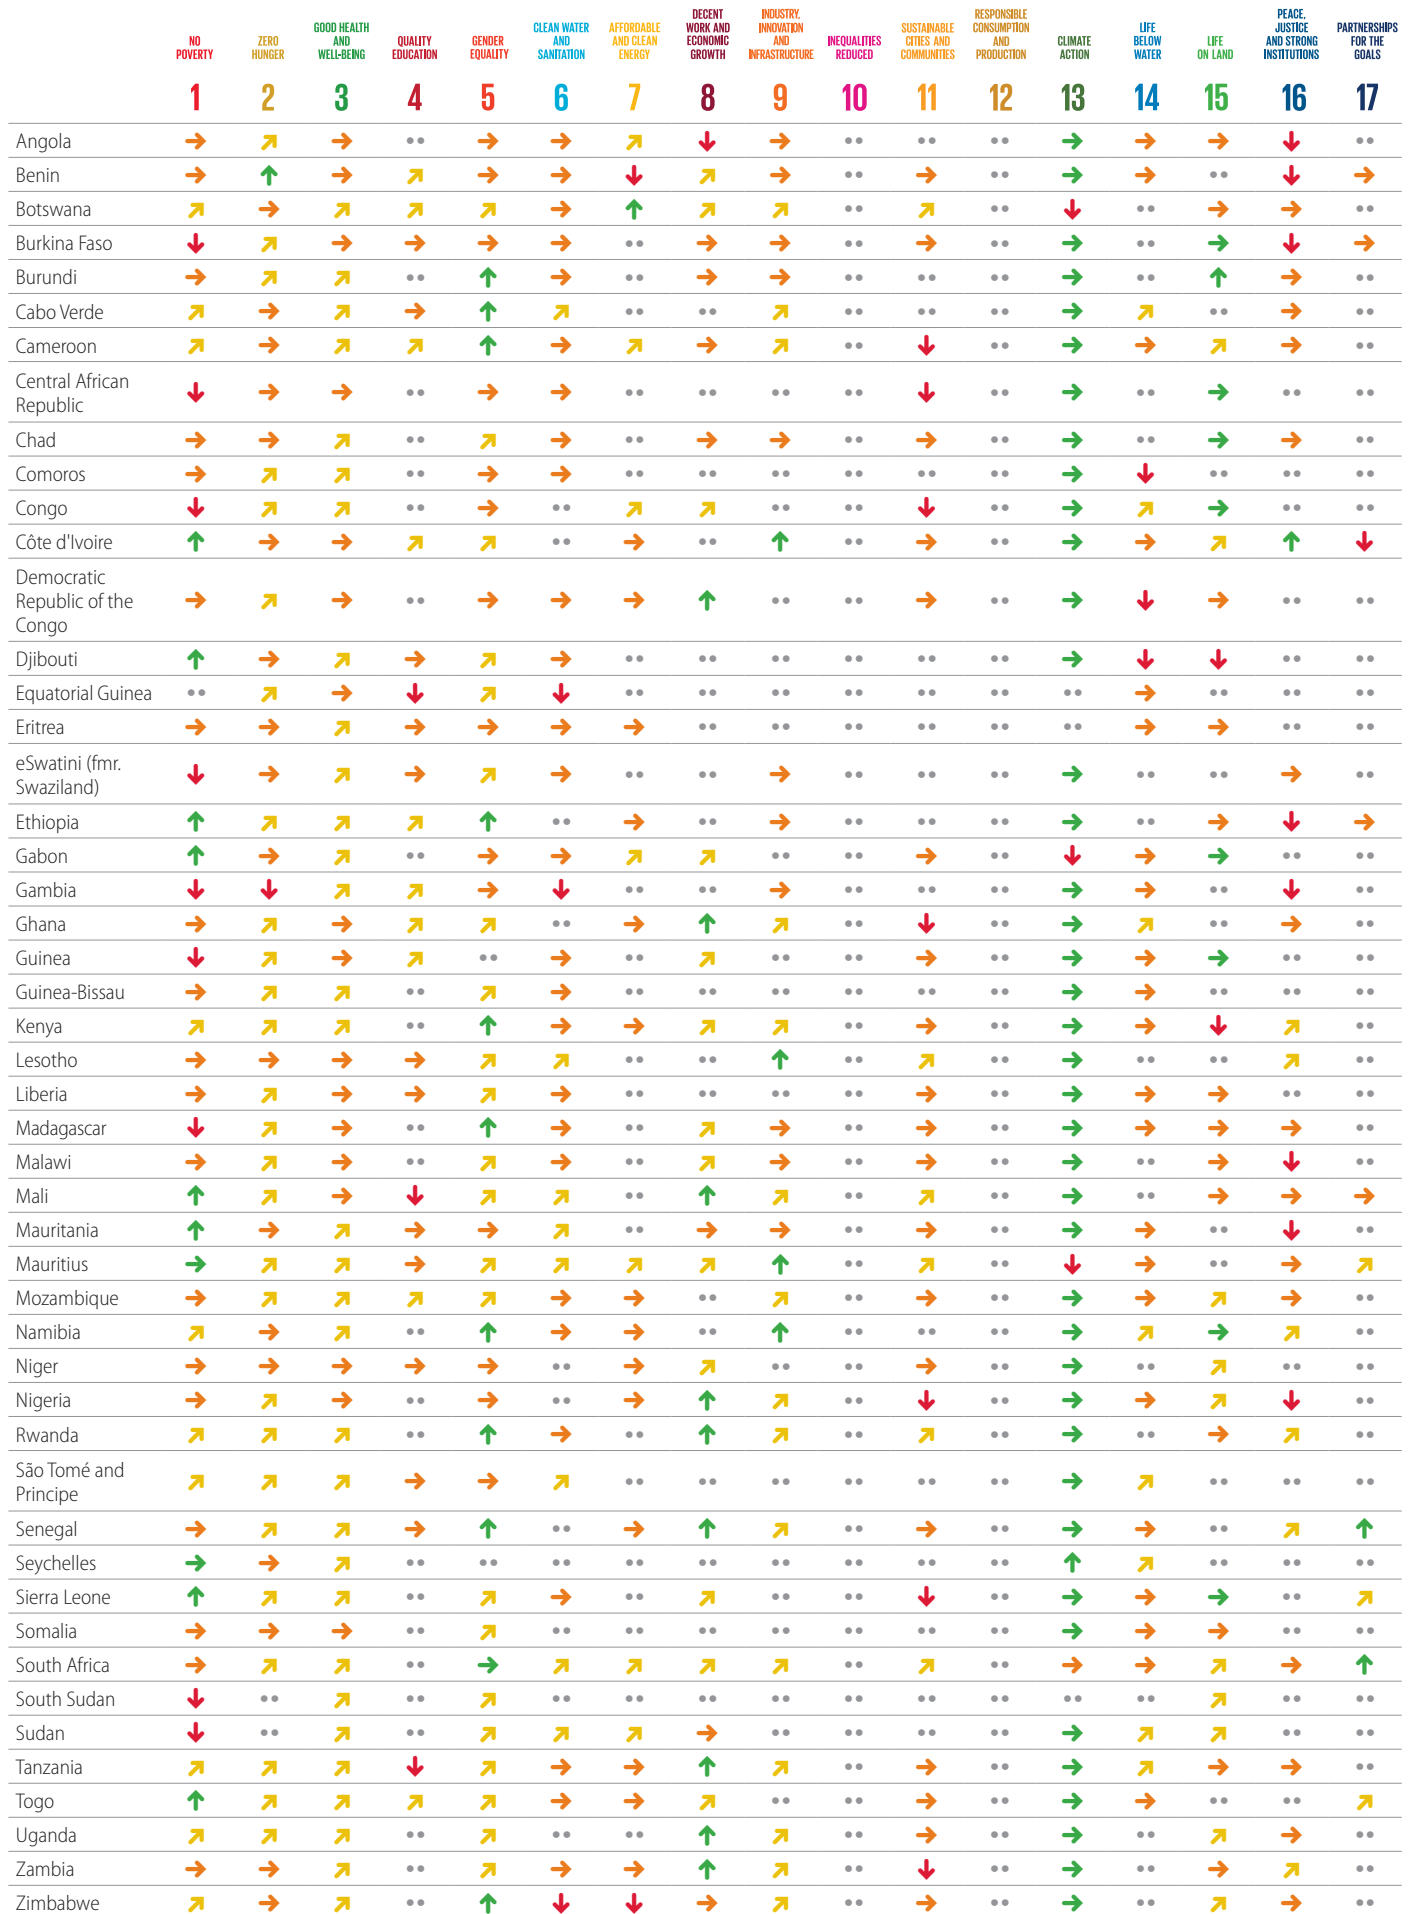 NO POVERTY
ZERO HUNGER
GOOD HEALTH AND WELL-BEING
QUALITY EDUCATION
GENDER EQUALITY
CLEAN WATER AND SANITATION
AFFORDABLE AND CLEAN ENERGY
DECENT WORK AND ECONOMIC GROWTH
INDUSTRY, INNOVATION AND INFRASTRUCTURE
INEQUALITIES REDUCED
SUSTAINABLE CITIES AND COMMUNITIES
RESPONSIBLE CONSUMPTION AND PRODUCTION
CLIMATE ACTION
LIFE BELOW WATER
LIFE ON LAND
PEACE, JUSTICE AND STRONG INSTITUTIONS
PARTNERSHIPS FOR THE GOALS
1 2 3 4 5 6 7 8 9 10 11 12 13 14 15 16 17
Angola
Benin
Botswana
Burkina Faso
Burundi
Cabo Verde
Cameroon
Central African
Republic
Chad
Comoros
Congo
Côte d'Ivoire
Democratic
Republic of the
Congo
Djibouti
Equatorial Guinea
Eritrea
eSwatini (fmr.
Swaziland)
Ethiopia
Gabon
Gambia
Ghana
Guinea
Guinea-Bissau
Kenya
Lesotho
Liberia
Madagascar
Malawi
Mali
Mauritania
Mauritius
Mozambique
Namibia
Niger
Nigeria
Rwanda
São Tomé and
Principe
Senegal
Seychelles
Sierra Leone
Somalia
South Africa
South Sudan
Sudan
Tanzania
Togo
Uganda
Zambia
Zimbabwe